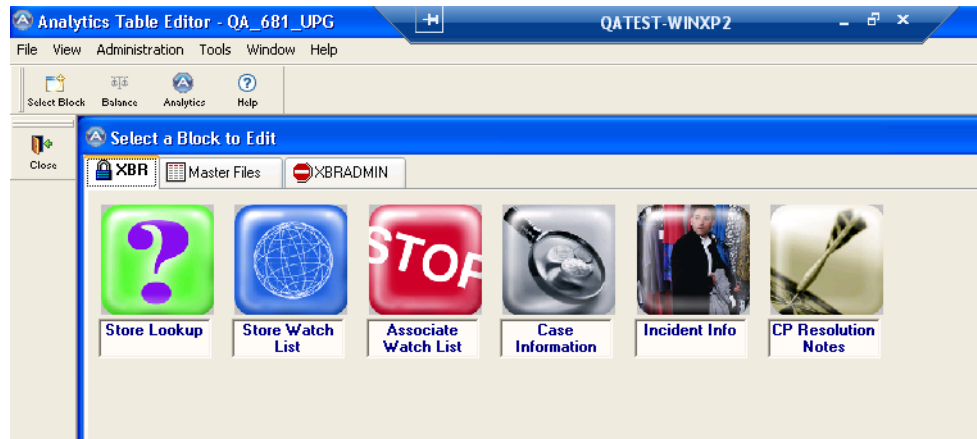 Analytics Table Editor - QA_681_UPG
QATEST-WINXP2
File View Administration Tools Window Help
Select Block Balance Analytics Help
Close
Select a Block to Edit
XBR Master Files XBRADMIN
STOP
Store Lookup
Store Watch
List
Associate
Watch List
Case
Information
Incident Info
CP Resolution
Notes